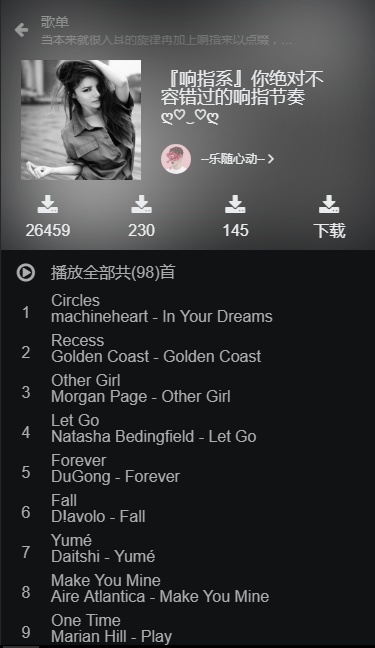 歌单
当本来就很入耳的旋律再加上响指来以点缀，...
『响指系』你绝对不
容错过的响指节奏
ღ♡‿♡ღ
--乐随心动-->
26459 230 145 下载
播放全部共(98)首
Circles
1
machineheart - In Your Dreams
Recess
2
Golden Coast - Golden Coast
Other Girl
3
Morgan Page - Other Girl
Let Go
4
Natasha Bedingfield - Let Go
Forever
5
DuGong - Forever
Fall
6
D!avolo - Fall
Yumé
7
Daitshi - Yumé
Make You Mine
8
Aire Atlantica - Make You Mine
One Time
9
Marian Hill - Play